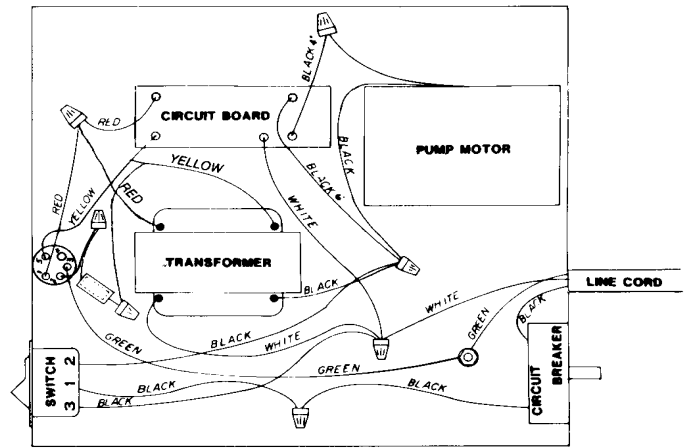 BLACK 4"
RED
CIRCUIT BOARD
PUMP MOTOR
BLACK
YELLOW
RED
YELLOW
RED
BLACK 6"
WHITE
TRANSFORMER
BLACK
WHITE
LINE CORD
GREEN
BLACK
BLACK
WHITE
GREEN
GREEN
SWITCH
2
1
3
BLACK
BLACK
BLACK
CIRCUIT
BREAKER